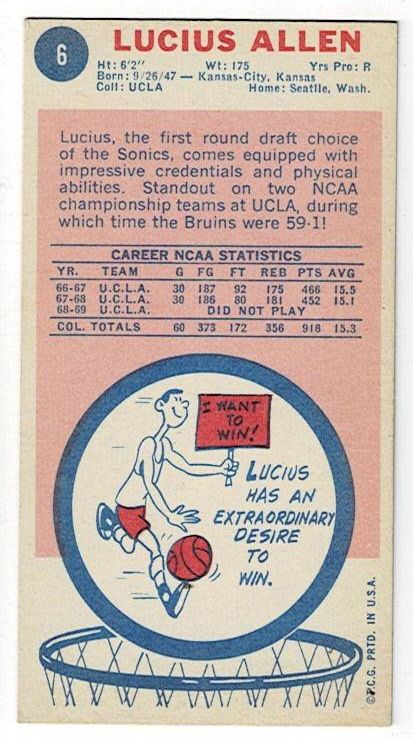 6
LUCIUS ALLEN
Ht: 6'2" Wt: 175 Yrs Pro: R
Born: 9/26/47 — Kansas-City, Kansas
Coll: UCLA Home: Seattle, Wash.
Lucius, the first round draft choice
of the Sonics, comes equipped with
impressive credentials and physical
abilities. Standout on two NCAA
championship teams at UCLA, during
which time the Bruins were 59-1!
CAREER NCAA STATISTICS
YR. TEAM G FG FT REB PTS AVG
66-67 U.C.L.A. 30 187 92 175 466 15.5
67-68 U.C.L.A. 30 186 80 181 452 15.1
68-69 U.C.L.A. DID NOT PLAY
COL. TOTALS 60 373 172 356 918 15.3
I WANT
TO
WIN!
LUCIUS
HAS AN
EXTRAORDINARY
DESIRE
TO
WIN.
©T.C.G. PRTD. IN U.S.A.